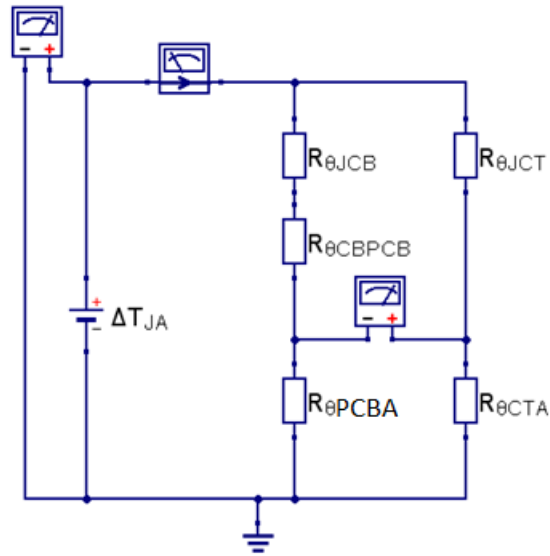 - +
RθJCB
RθJCT
RθCBPCB
+
ΔTJA
-
- +
RθPCBA
RθCTA